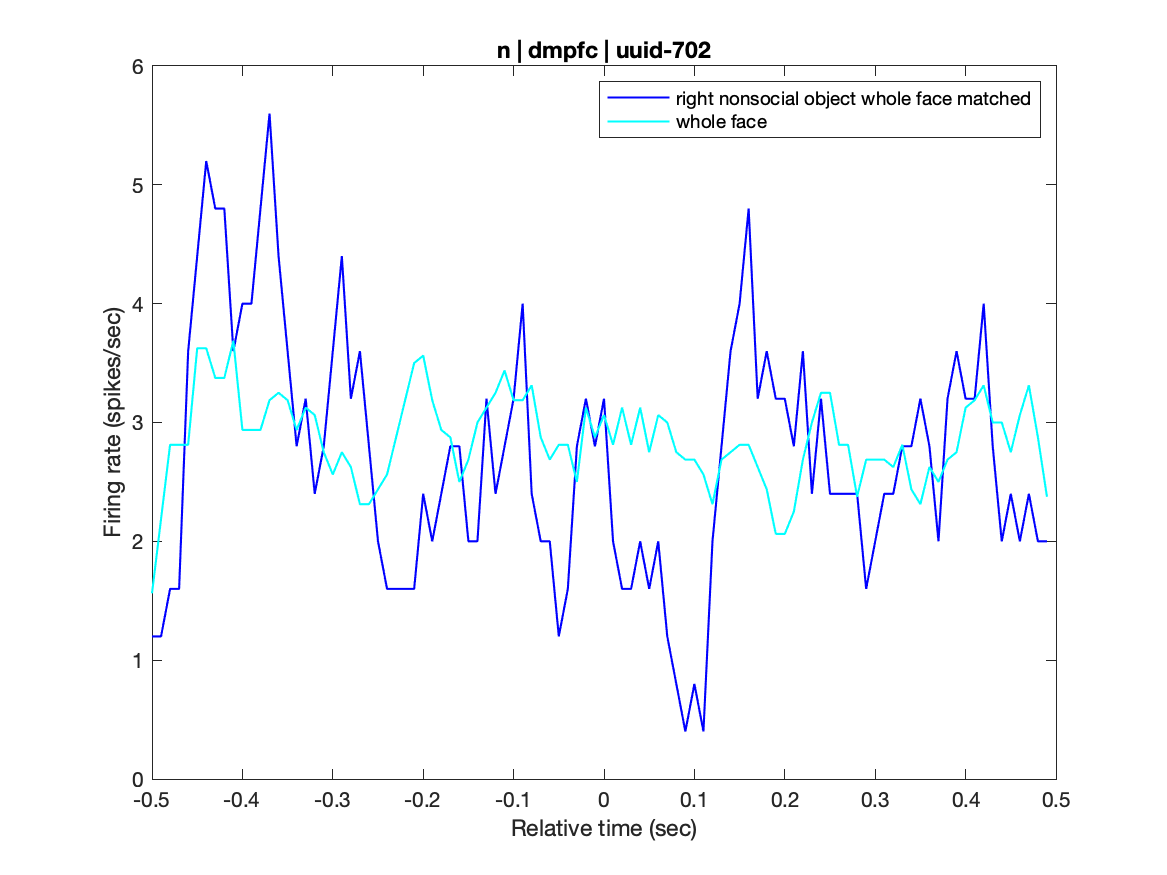 n | dmpfc | uuid-702
right nonsocial object whole face matched
whole face
Firing rate (spikes/sec)
6
5
4
3
2
1
0
-0.5 -0.4 -0.3 -0.2 -0.1 0 0.1 0.2 0.3 0.4 0.5
Relative time (sec)